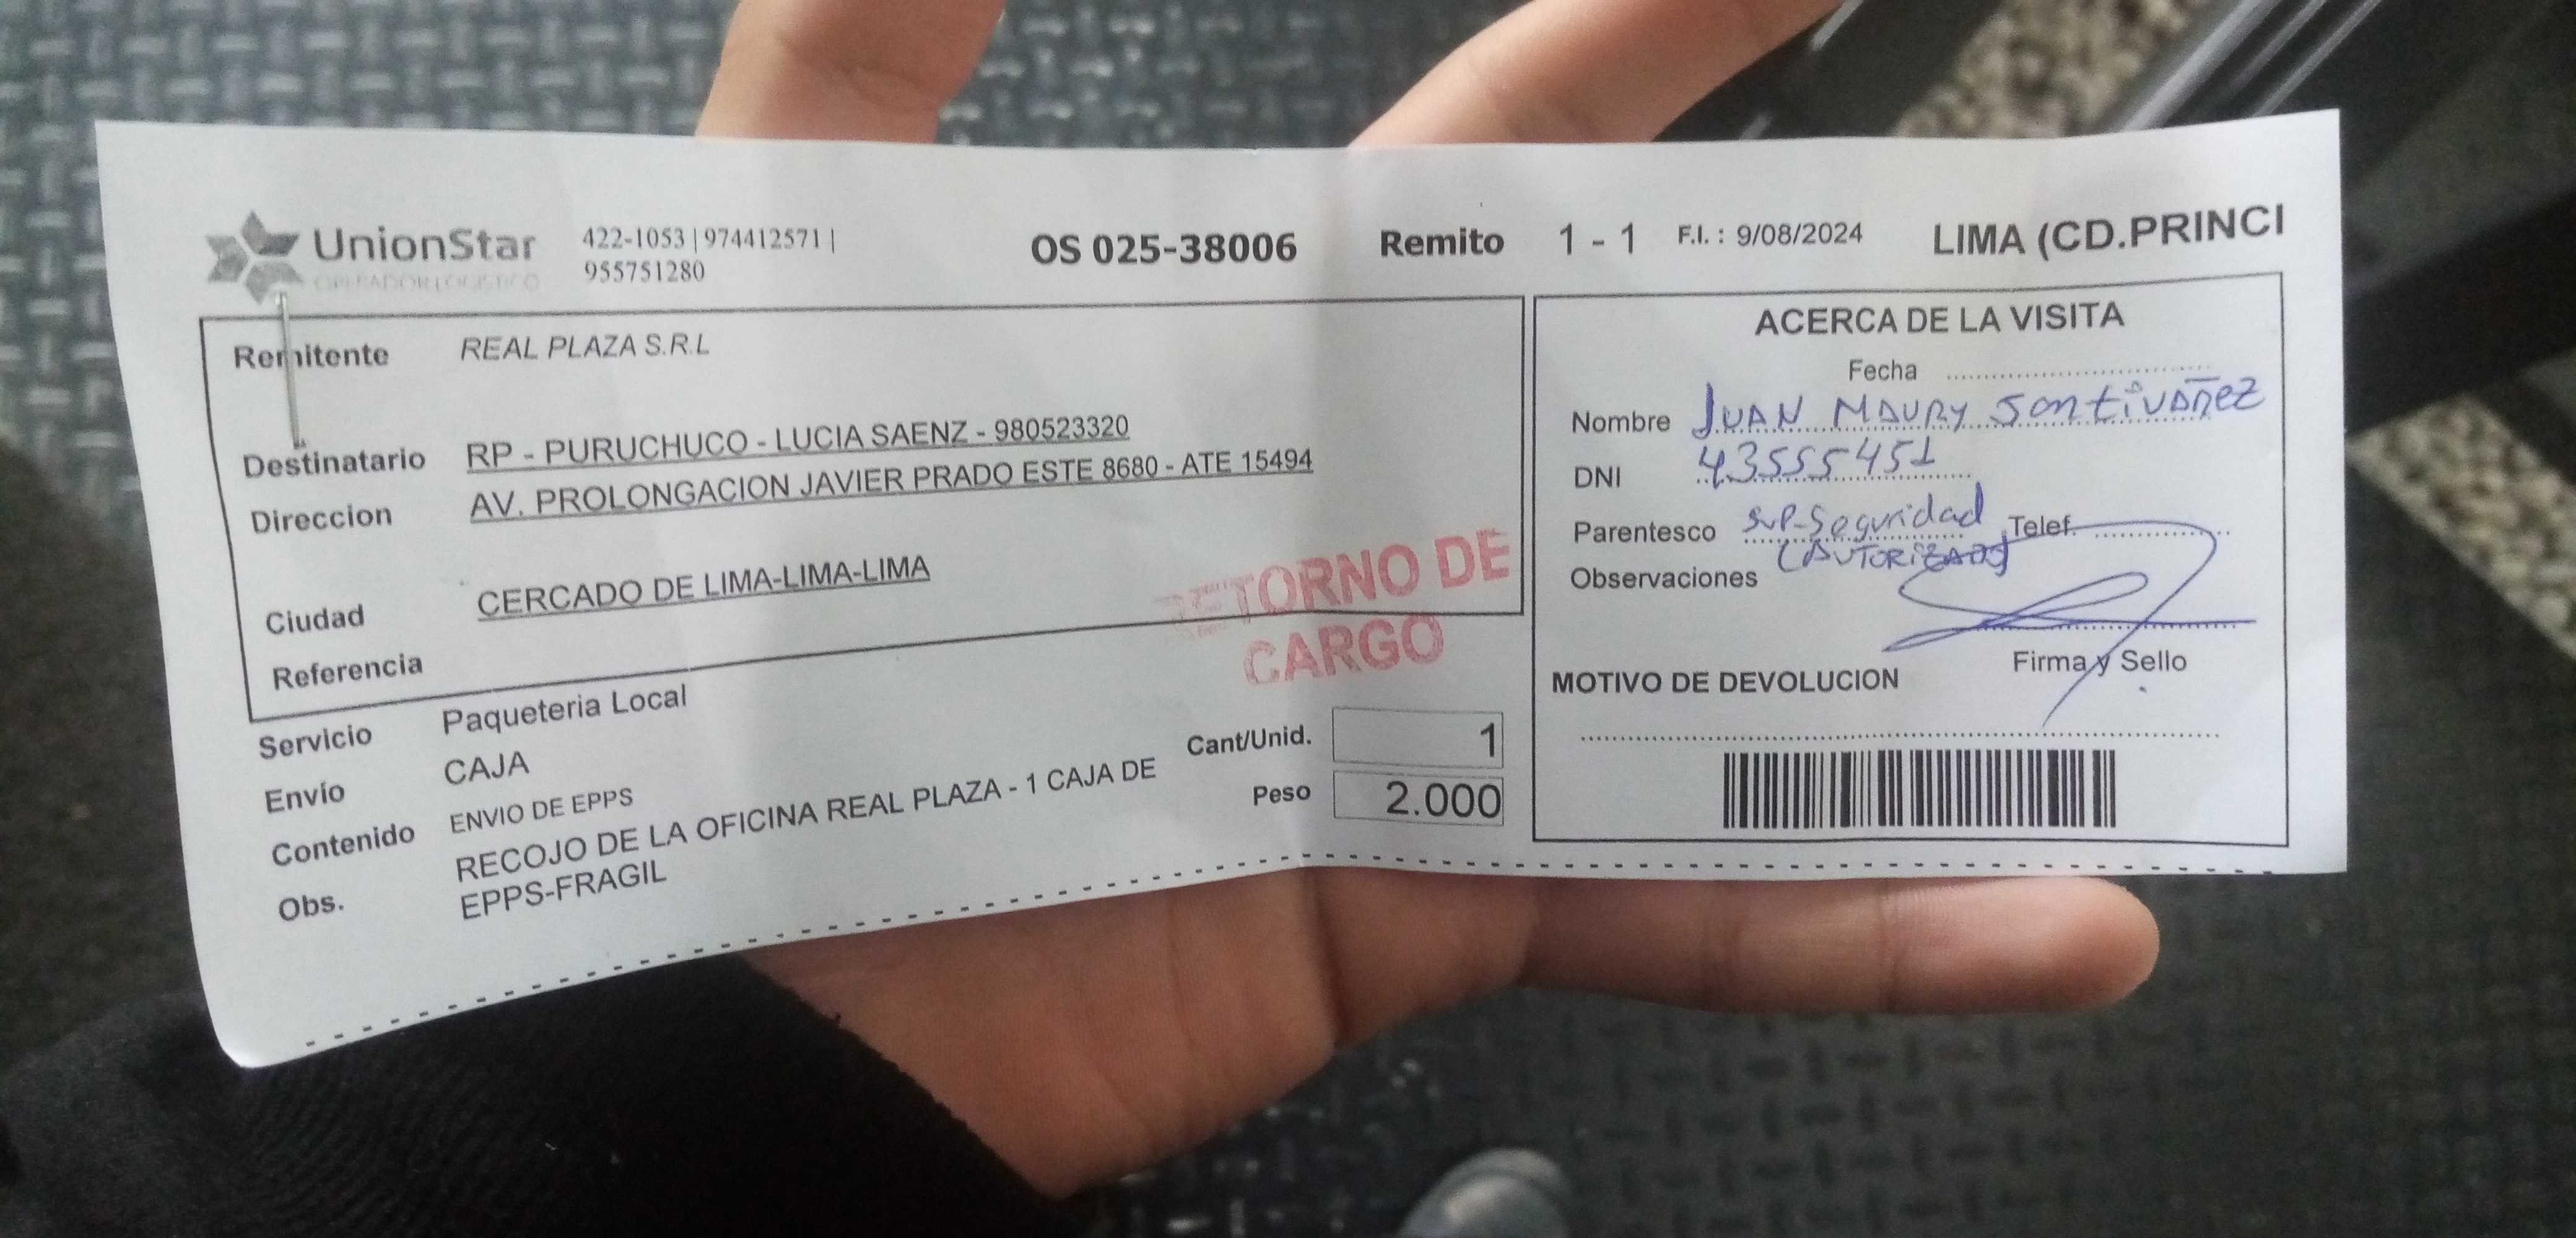 UnionStar
OPERADOR LOGISTICO
422-1053 | 974412571 |
955751280
OS 025-38006
Remito 1 - 1
F.I. : 9/08/2024
LIMA (CD.PRINCI
Remitente REAL PLAZA S.R.L
Destinatario RP - PURUCHUCO - LUCIA SAENZ - 980523320
Direccion AV. PROLONGACION JAVIER PRADO ESTE 8680 - ATE 15494
Ciudad CERCADO DE LIMA-LIMA-LIMA
Referencia
RETORNO DE
CARGO
Servicio Paqueteria Local
Envío CAJA
Contenido ENVIO DE EPPS
Obs. RECOJO DE LA OFICINA REAL PLAZA - 1 CAJA DE
EPPS-FRAGIL
Cant/Unid. 1
Peso 2.000
ACERCA DE LA VISITA
Fecha
Nombre JUAN MAURY Santivañez
DNI 43555451
Parentesco SUP-Seguridad Telef.
(AUTORIZADO)
Observaciones
Firma y Sello
MOTIVO DE DEVOLUCION